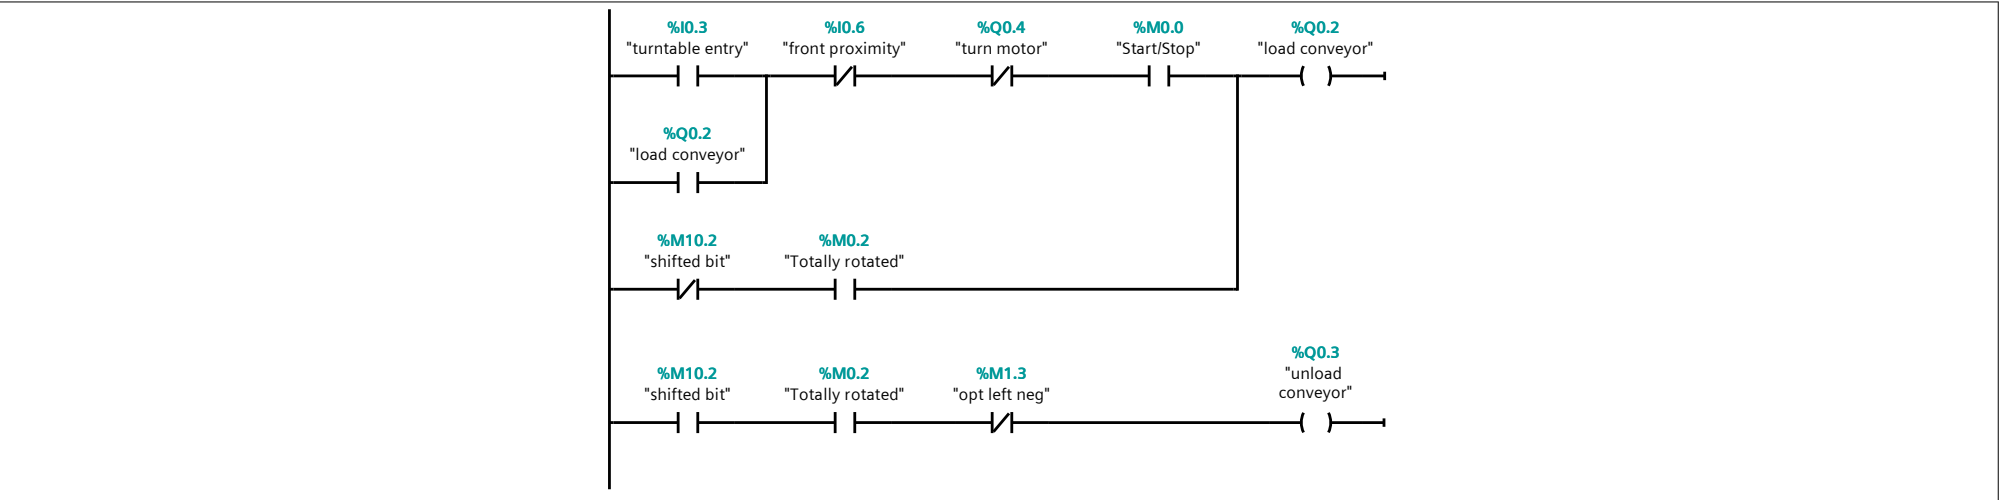 %I0.3 %I0.6 %Q0.4 %M0.0 %Q0.2
"turntable entry" "front proximity" "turn motor" "Start/Stop" "load conveyor"
%Q0.2
"load conveyor"
%M10.2 %M0.2
"shifted bit" "Totally rotated"
%Q0.3
%M10.2 %M0.2 %M1.3 "unload
"shifted bit" "Totally rotated" "opt left neg" conveyor"